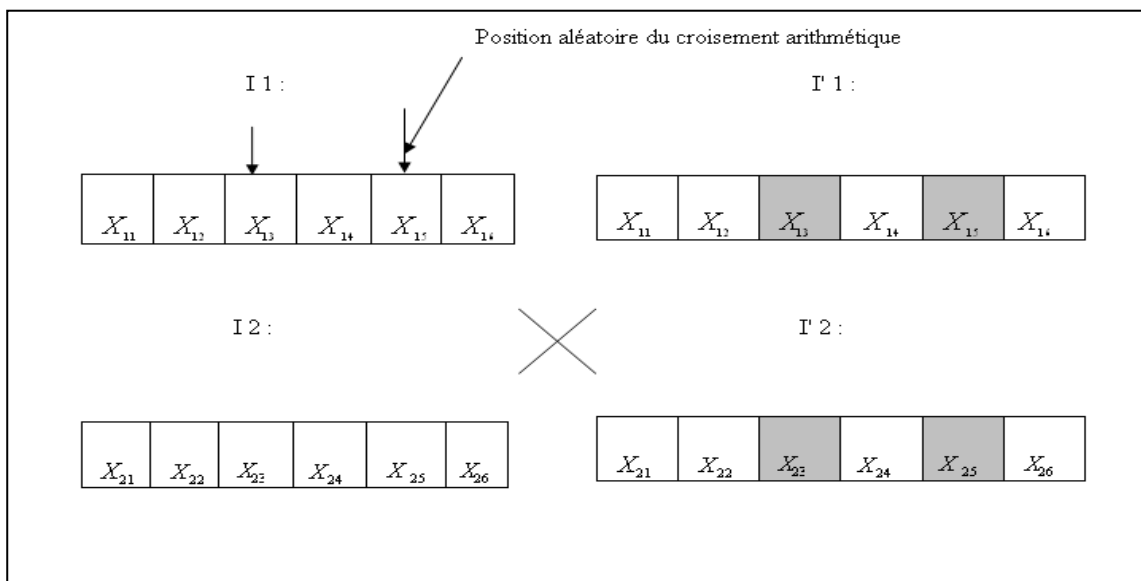 Position aléatoire du croisement arithmétique
I 1 :
I' 1 :
X₁₁ X₁₂ X₁₃ X₁₄ X₁₅ X₁₆
X₁₁ X₁₂ X₁₃ X₁₄ X₁₅ X₁₆
I 2 :
I' 2 :
X₂₁ X₂₂ X₂₃ X₂₄ X₂₅ X₂₆
X₂₁ X₂₂ X₂₃ X₂₄ X₂₅ X₂₆